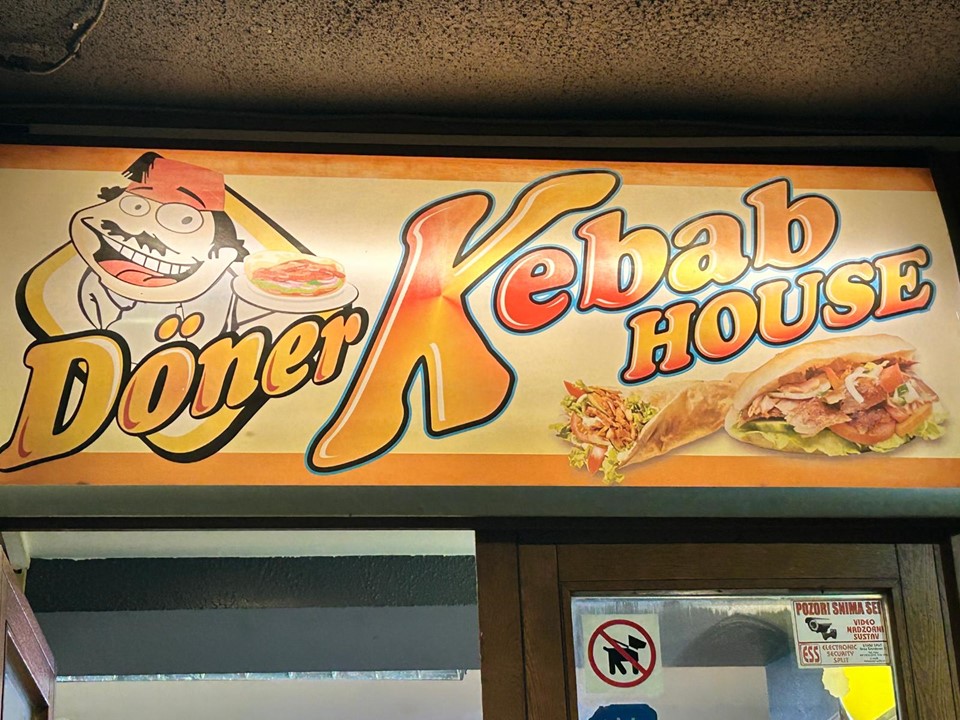 Döner Kebab
HOUSE
POZOR! SNIMA SE!
VIDEO
NADZORNI
SUSTAV
ESS
ELECTRONIC
SECURITY
SPLIT